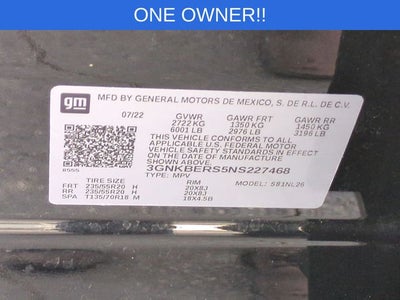 ONE OWNER!!
gm
MFD BY GENERAL MOTORS DE MEXICO, S. DE R.L. DE C.V.
07/22 GVWR GAWR FRT GAWR RR
2722 KG 1350 KG 1450 KG
6001 LB 2976 LB 3196 LB
THIS VEHICLE CONFORMS TO ALL
APPLICABLE U.S. FEDERAL MOTOR
VEHICLE SAFETY STANDARDS IN
EFFECT ON THE DATE OF MANUFACTURE
SHOWN ABOVE.
3GNKBERS5NS227468
8555 TYPE: MPV MODEL: S81NL26
TIRE SIZE RIM
FRT 235/55R20 H 20X8J
RR 235/55R20 H 20X8J
SPA T135/70R18 M 18X4.5B